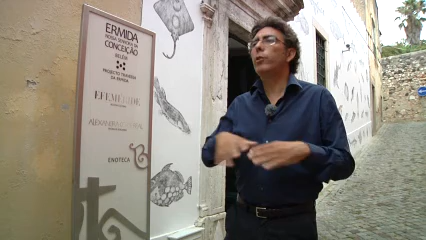 ERMIDA
NOSSA SENHORA DA
CONCEIÇÃO
BELÉM
PROJECTO TRAVESSA
DA ERMIDA
EFEMERIDE
ENOTECA